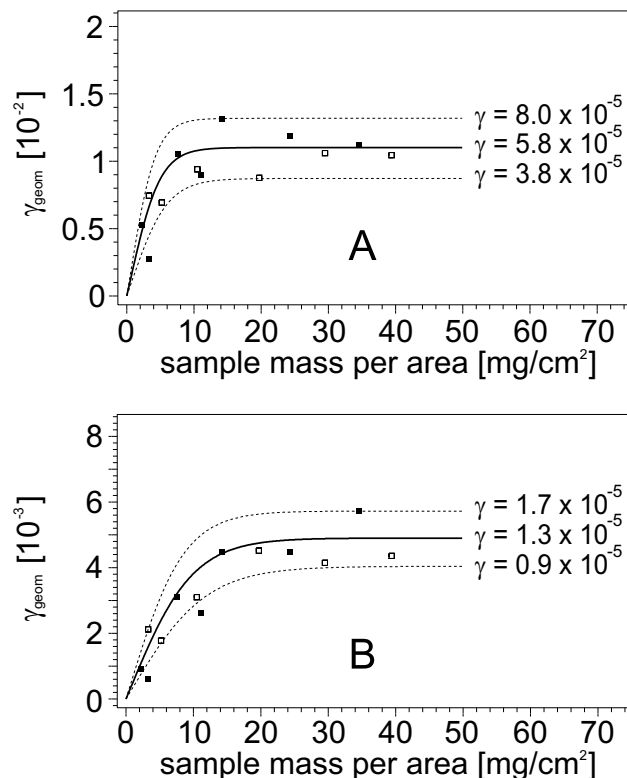 2
1.5
1
0.5
0
γgeom [10⁻²]
γ = 8.0 x 10⁻⁵
γ = 5.8 x 10⁻⁵
γ = 3.8 x 10⁻⁵
A
0 10 20 30 40 50 60 70
sample mass per area [mg/cm²]
8
6
4
2
0
γgeom [10⁻³]
γ = 1.7 x 10⁻⁵
γ = 1.3 x 10⁻⁵
γ = 0.9 x 10⁻⁵
B
0 10 20 30 40 50 60 70
sample mass per area [mg/cm²]